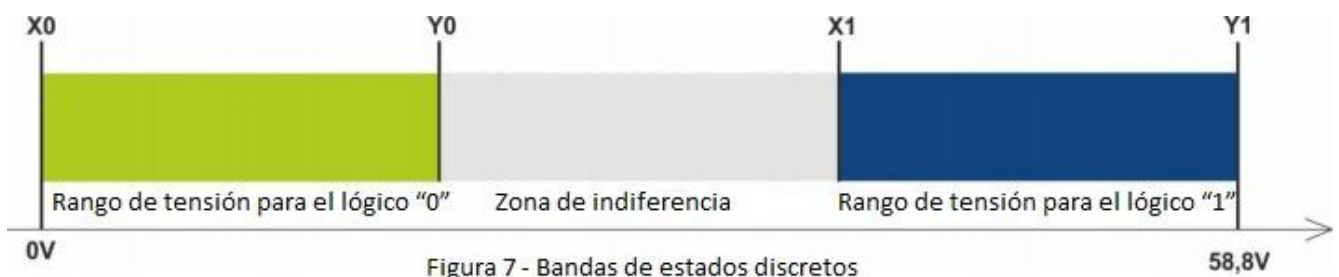 X0 Y0 X1 Y1
Rango de tensión para el lógico “0” Zona de indiferencia Rango de tensión para el lógico “1”
0V 58,8V
Figura 7 - Bandas de estados discretos